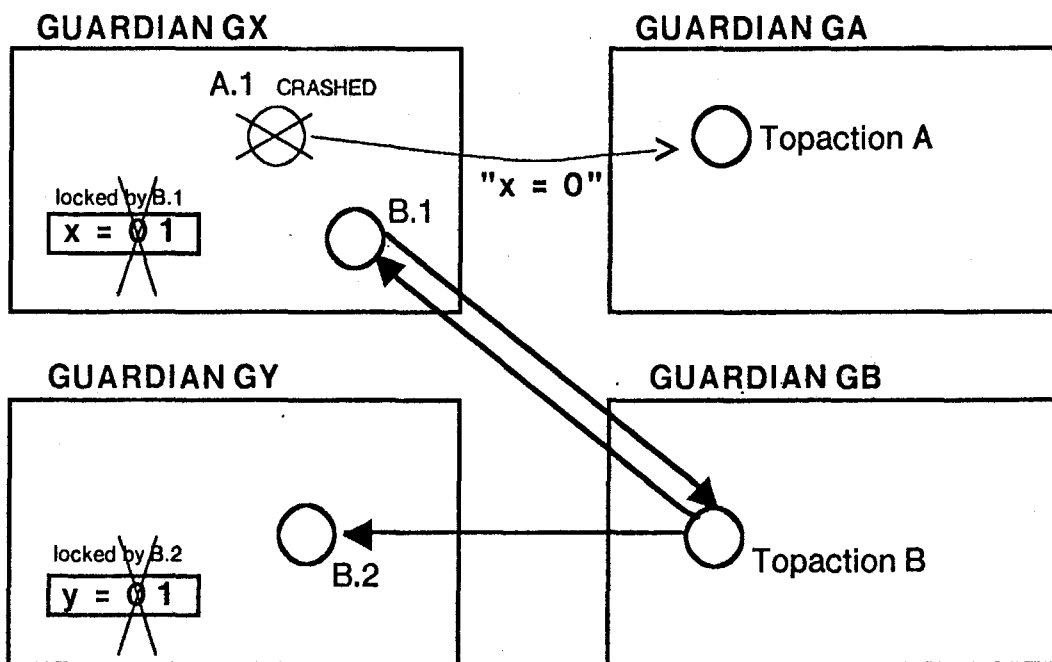 GUARDIAN GX
GUARDIAN GA
A.1 CRASHED
Topaction A
"x = 0"
locked by B.1
x = 0 1
B.1
GUARDIAN GY
GUARDIAN GB
locked by B.2
y = 0 1
B.2
Topaction B